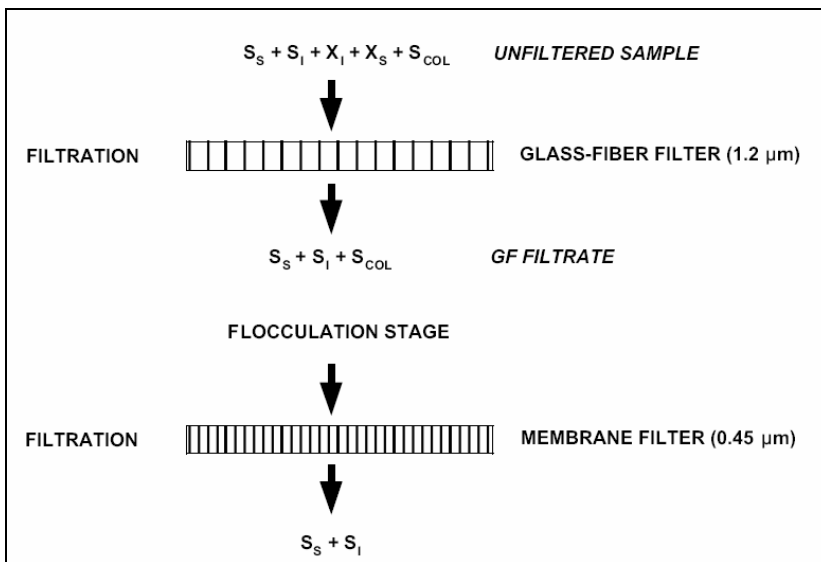 S_S + S_I + X_I + X_S + S_COL UNFILTERED SAMPLE
FILTRATION GLASS-FIBER FILTER (1.2 µm)
S_S + S_I + S_COL GF FILTRATE
FLOCCULATION STAGE
FILTRATION MEMBRANE FILTER (0.45 µm)
S_S + S_I